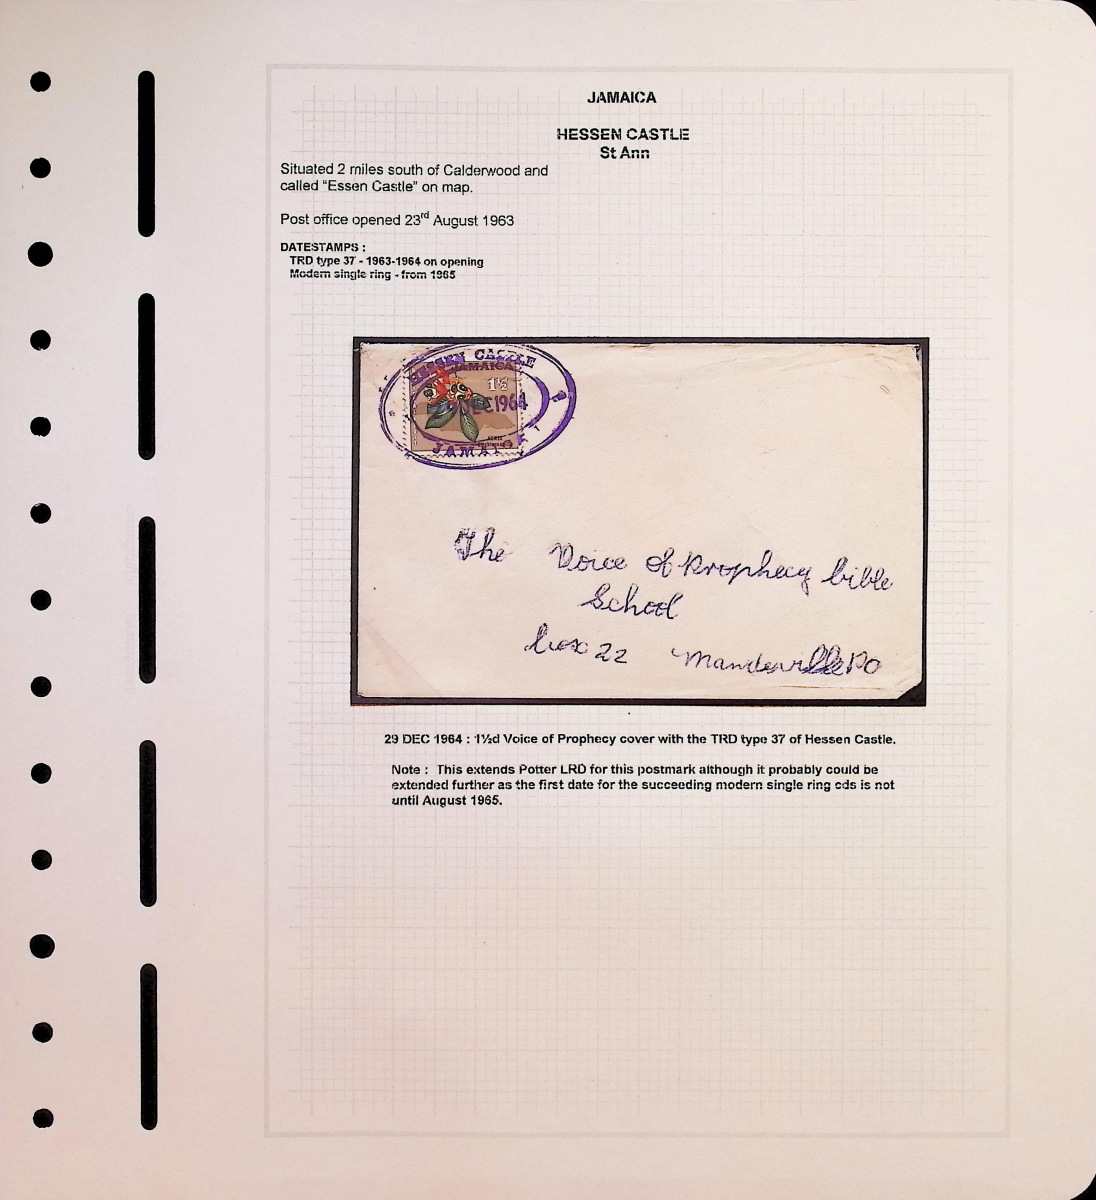 JAMAICA
HESSEN CASTLE
St Ann
Situated 2 miles south of Calderwood and
called “Essen Castle” on map.
Post office opened 23rd August 1963
DATESTAMPS :
TRD type 37 - 1963-1964 on opening
Modern single ring - from 1965
HESSEN CASTLE
JAMAICA
1½
DEC 1964
JAMAICA
The Voice of Prophecy bible
School
box 22 Mandeville PO
29 DEC 1964 : 1½d Voice of Prophecy cover with the TRD type 37 of Hessen Castle.
Note : This extends Potter LRD for this postmark although it probably could be
extended further as the first date for the succeeding modern single ring cds is not
until August 1965.